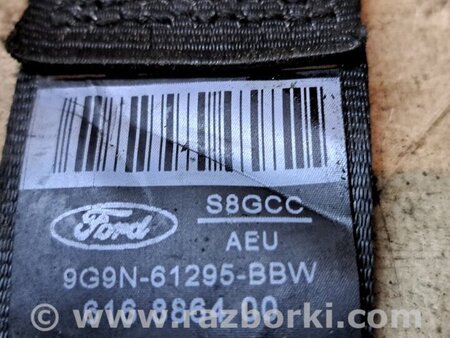 Ford
S8GCC
AEU
9G9N-61295-BBW
616 8864 00
www.razborki.com